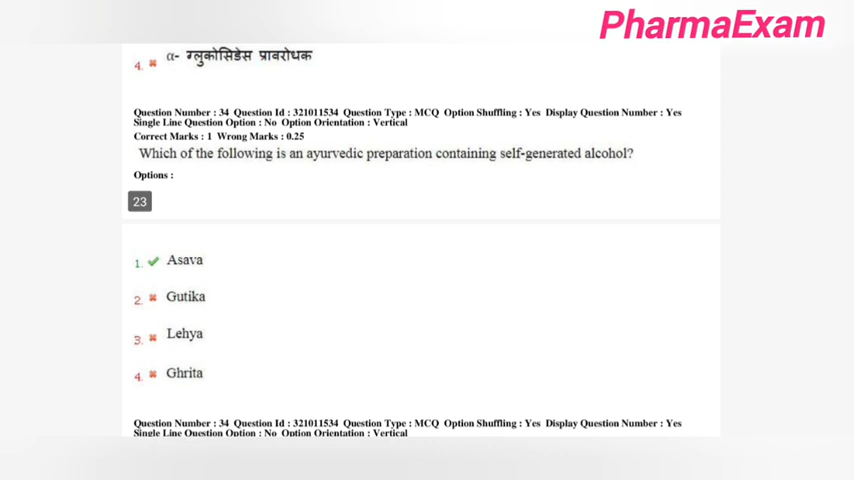 PharmaExam
4. α- ग्लुकोसिडेस प्रावरोधक
Question Number : 34 Question Id : 321011534 Question Type : MCQ Option Shuffling : Yes Display Question Number : Yes
Single Line Question Option : No Option Orientation : Vertical
Correct Marks : 1 Wrong Marks : 0.25
Which of the following is an ayurvedic preparation containing self-generated alcohol?
Options :
23
1. Asava
2. Gutika
3. Lehya
4. Ghrita
Question Number : 34 Question Id : 321011534 Question Type : MCQ Option Shuffling : Yes Display Question Number : Yes
Single Line Question Option : No Option Orientation : Vertical